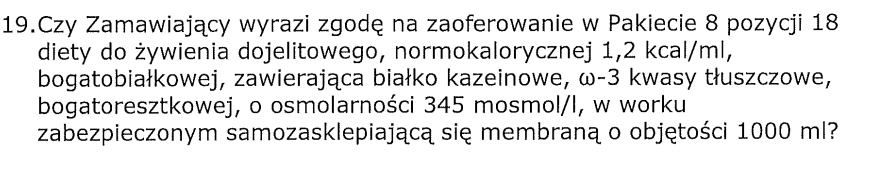 19.Czy Zamawiający wyrazi zgodę na zaoferowanie w Pakiecie 8 pozycji 18
diety do żywienia dojelitowego, normokalorycznej 1,2 kcal/ml,
bogatobiałkowej, zawierająca białko kazeinowe, ω-3 kwasy tłuszczowe,
bogatoresztkowej, o osmolarności 345 mosmol/l, w worku
zabezpieczonym samozasklepiającą się membraną o objętości 1000 ml?